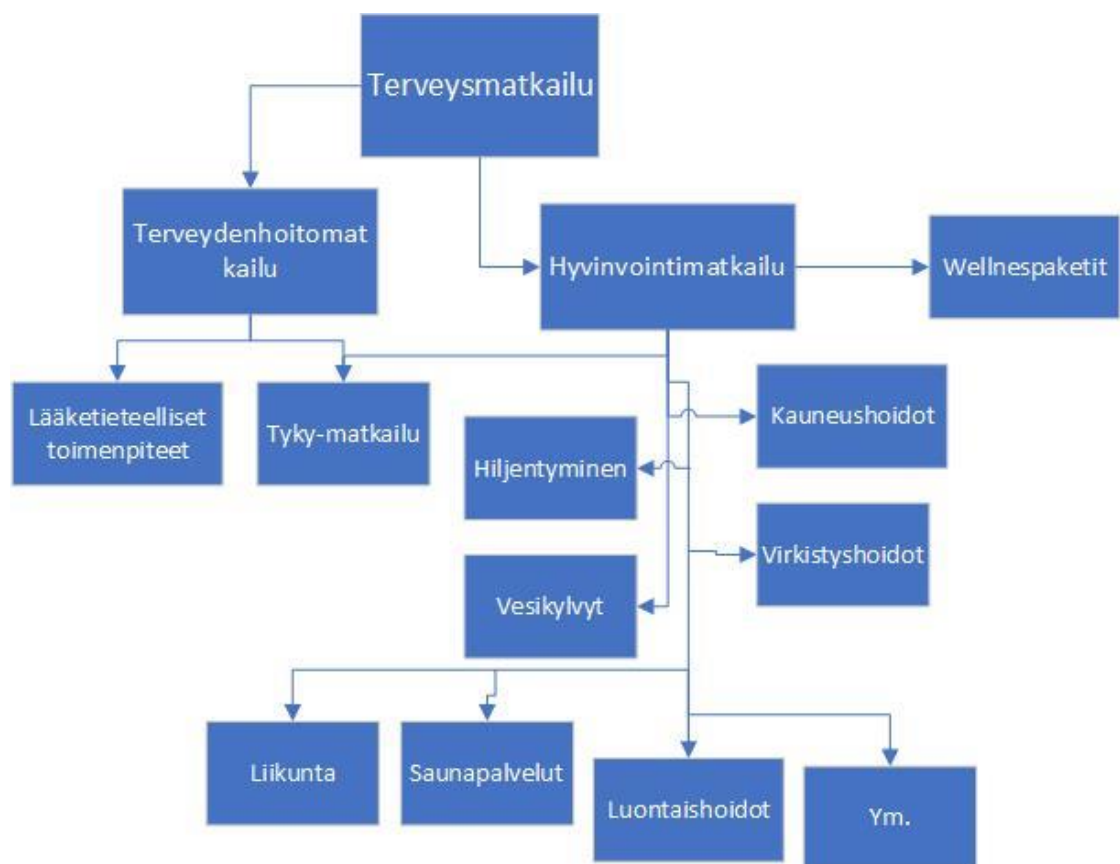 Terveysmatkailu
Terveydenhoitomat
kailu
Hyvinvointimatkailu
Wellnespaketit
Lääketieteelliset
toimenpiteet
Tyky-matkailu
Kauneushoidot
Hiljentyminen
Virkistyshoidot
Vesikylvyt
Liikunta
Saunapalvelut
Luontaishoidot
Ym.